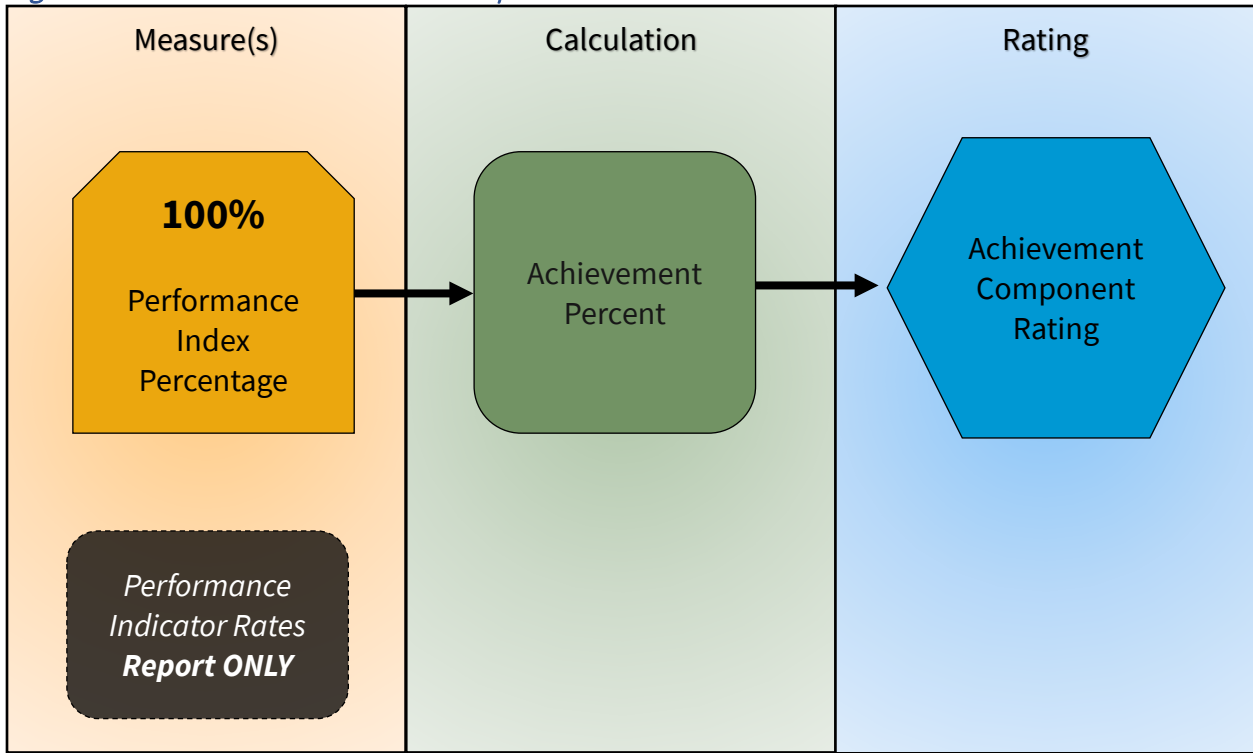 Measure(s)
Calculation
Rating
100%
Performance
Index
Percentage
Achievement
Percent
Achievement
Component
Rating
Performance
Indicator Rates
Report ONLY